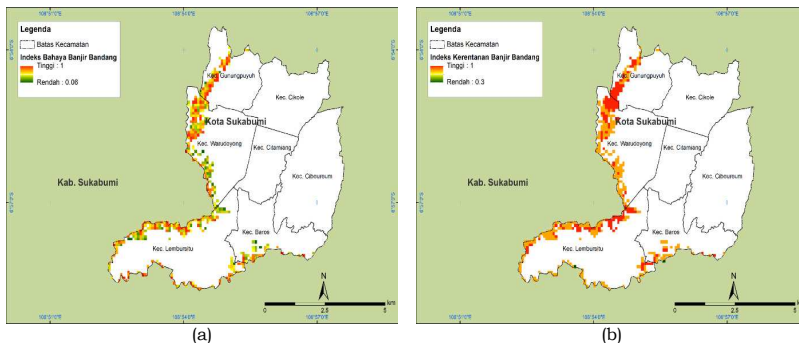 Legenda
Batas Kecamatan
Indeks Bahaya Banjir Bandang
Tinggi : 1
Rendah : 0.06
Kec. Gunungpuyuh
Kec. Cikole
Kota Sukabumi
Kec. Warudoyong
Kec. Citamiang
Kec. Cibeureum
Kab. Sukabumi
Kec. Baros
Kec. Lembursitu
N
0 2.5 5
km
(a)
Legenda
Batas Kecamatan
Indeks Kerentanan Banjir Bandang
Tinggi : 1
Rendah : 0.3
Kec. Gunungpuyuh
Kec. Cikole
Kota Sukabumi
Kec. Warudoyong
Kec. Citamiang
Kec. Cibeureum
Kab. Sukabumi
Kec. Baros
Kec. Lembursitu
N
0 2.5 5
k
(b)